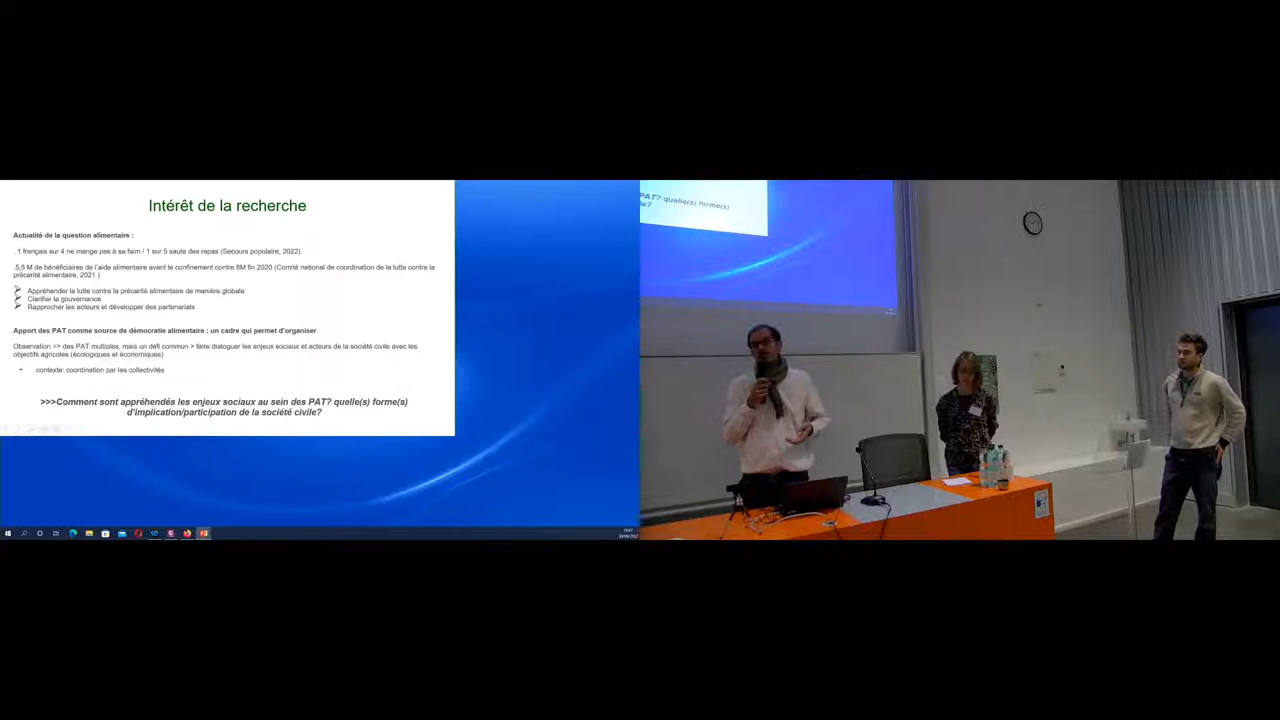 Intérêt de la recherche
Actualité de la question alimentaire :
. 1 français sur 4 ne mange pas à sa faim / 1 sur 5 saute des repas (Secours populaire, 2022)
.5,5 M de bénéficiaires de l'aide alimentaire avant le confinement contre 6M fin 2020 (Comité national de coordination de la lutte contre la
précarité alimentaire, 2021 )
Appréhender la lutte contre la précarité alimentaire de manière globale
Clarifier la gouvernance
Rapprocher les acteurs et développer des partenariats
Apport des PAT comme source de démocratie alimentaire : un cadre qui permet d'organiser
Observation => des PAT multiples, mais un défi commun > faire dialoguer les enjeux sociaux et acteurs de la société civile avec les
objectifs agricoles (écologiques et économiques)
- contexte: coordination par les collectivités
>>>Comment sont appréhendés les enjeux sociaux au sein des PAT? quelle(s) forme(s)
d'implication/participation de la société civile?
PAT? quelle(s) forme(s)
le?